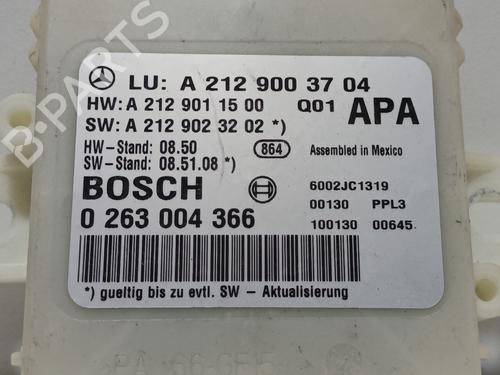 LU: A 212 900 37 04
HW: A 212 901 15 00 Q01 APA
SW: A 212 902 32 02 *)
HW-Stand: 08.50 864 Assembled in Mexico
SW-Stand: 08.51.08 *)
BOSCH 6002JC1319
0 263 004 366 00130 PPL3
100130 00645
*) gueltig bis zu evtl. SW - Aktualisierung
B-PARTS